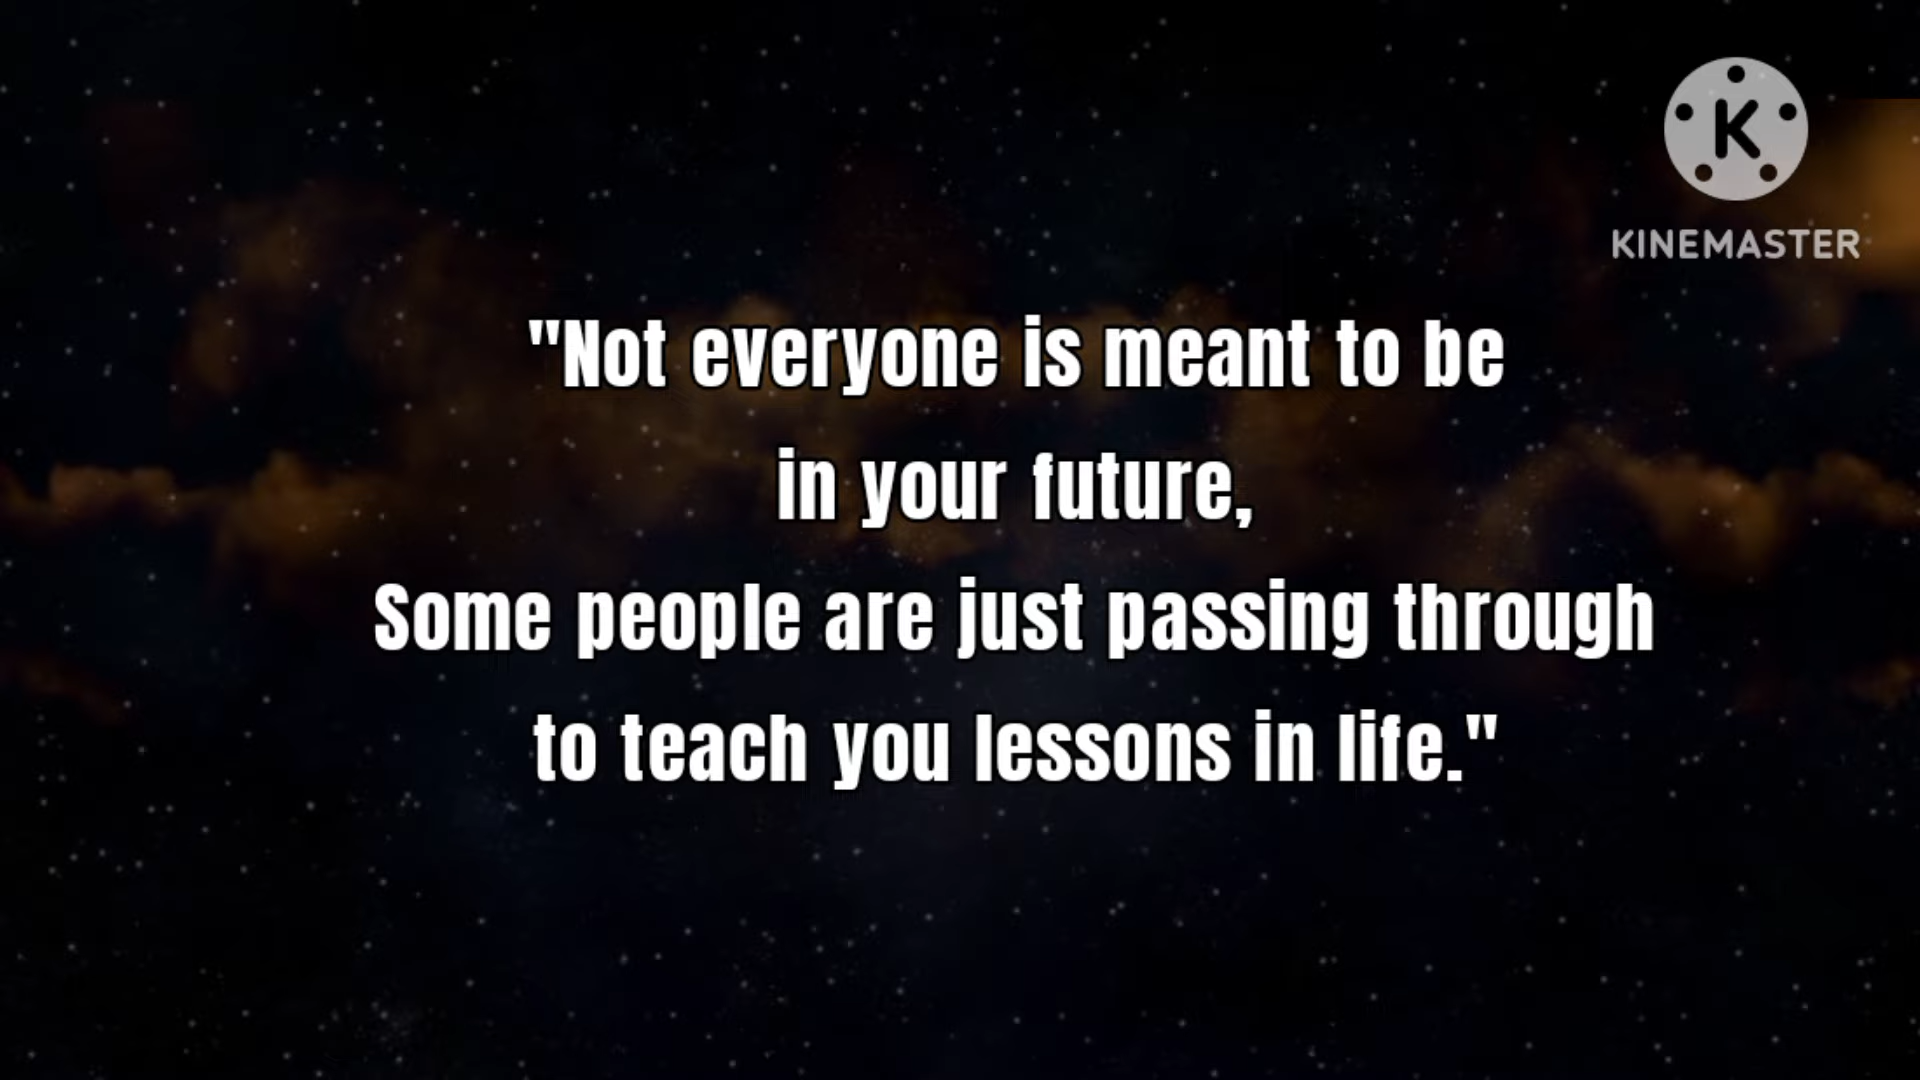 K
KINEMASTER
"Not everyone is meant to be
in your future,
Some people are just passing through
to teach you lessons in life."